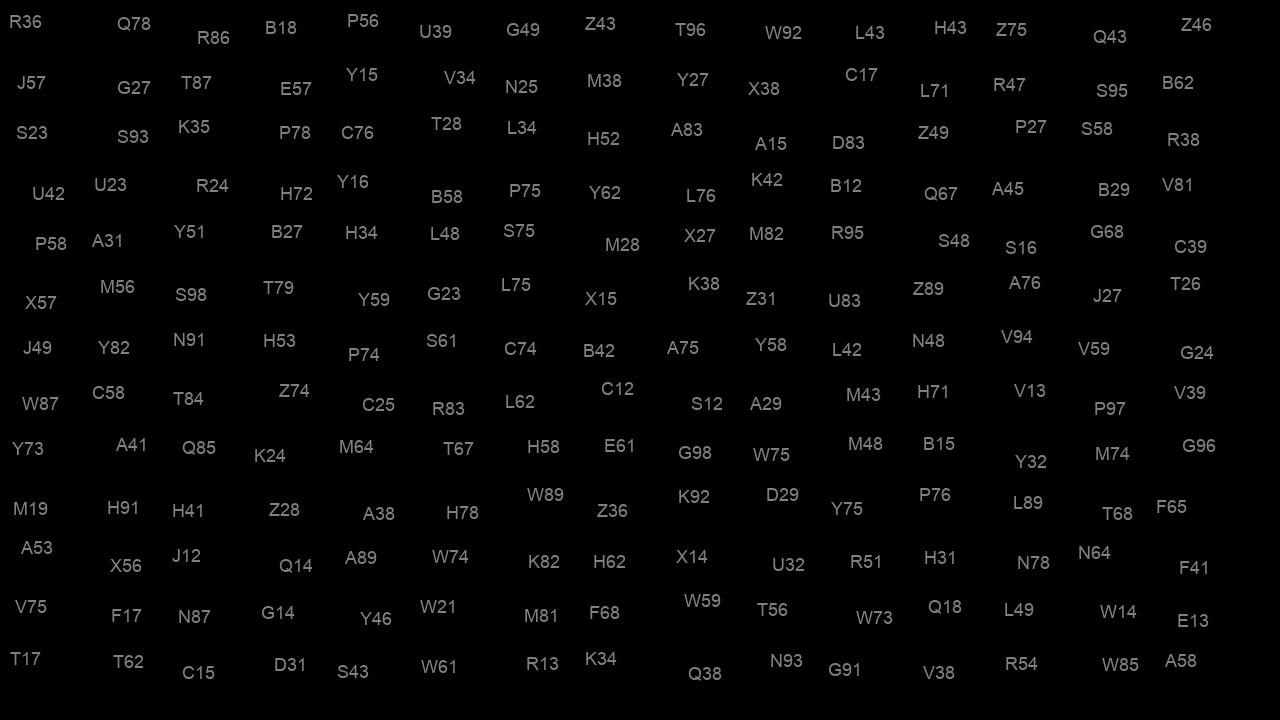 R36 Q78 R86 B18 P56 U39 G49 Z43 T96 W92 L43 H43 Z75 Q43 Z46
J57 G27 T87 E57 Y15 V34 N25 M38 Y27 X38 C17 L71 R47 S95 B62
S23 S93 K35 P78 C76 T28 L34 H52 A83 A15 D83 Z49 P27 S58 R38
U42 U23 R24 H72 Y16 B58 P75 Y62 L76 K42 B12 Q67 A45 B29 V81
P58 A31 Y51 B27 H34 L48 S75 M28 X27 M82 R95 S48 S16 G68 C39
X57 M56 S98 T79 Y59 G23 L75 X15 K38 Z31 U83 Z89 A76 J27 T26
J49 Y82 N91 H53 P74 S61 C74 B42 A75 Y58 L42 N48 V94 V59 G24
W87 C58 T84 Z74 C25 R83 L62 C12 S12 A29 M43 H71 V13 P97 V39
Y73 A41 Q85 K24 M64 T67 H58 E61 G98 W75 M48 B15 Y32 M74 G96
M19 H91 H41 Z28 A38 H78 W89 Z36 K92 D29 Y75 P76 L89 T68 F65
A53 X56 J12 Q14 A89 W74 K82 H62 X14 U32 R51 H31 N78 N64 F41
V75 F17 N87 G14 Y46 W21 M81 F68 W59 T56 W73 Q18 L49 W14 E13
T17 T62 C15 D31 S43 W61 R13 K34 Q38 N93 G91 V38 R54 W85 A58